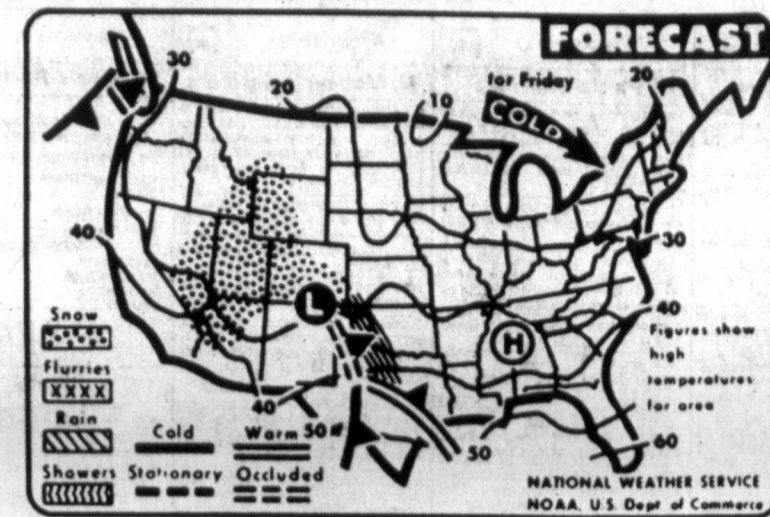 FORECAST
for Friday
20
30
20
10
COLD
40
30
L
40
Snow
Figures show
H
high
Flurries
temperatures
XXXX
for area
40
Rain
Cold
Warm
50
50
60
Showers
Stationary
Occluded
NATIONAL WEATHER SERVICE
NOAA, U.S. Dept of Commerce